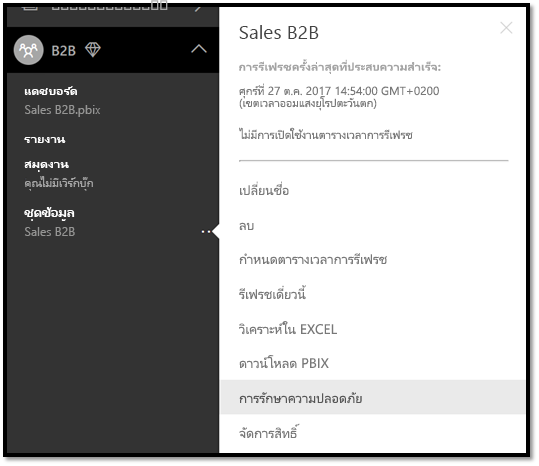 B2B
แดชบอร์ด
Sales B2B.pbix
รายงาน
สมุดงาน
คุณไม่มีเวิร์กบุ๊ก
ชุดข้อมูล
Sales B2B
Sales B2B
การรีเฟรชครั้งล่าสุดที่ประสบความสำเร็จ:
ศุกร์ที่ 27 ต.ค. 2017 14:54:00 GMT+0200
(เขตเวลาออมแสงยุโรปตะวันตก)
ไม่มีการเปิดใช้งานตารางเวลาการรีเฟรช
เปลี่ยนชื่อ
ลบ
กำหนดตารางเวลาการรีเฟรช
รีเฟรชเดี๋ยวนี้
วิเคราะห์ใน EXCEL
ดาวน์โหลด PBIX
การรักษาความปลอดภัย
จัดการสิทธิ์